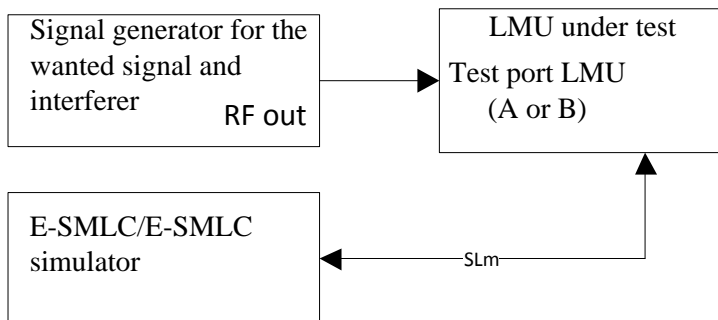 Signal generator for the
wanted signal and
interferer
RF out
LMU under test
Test port LMU
(A or B)
E-SMLC/E-SMLC
simulator
SLm